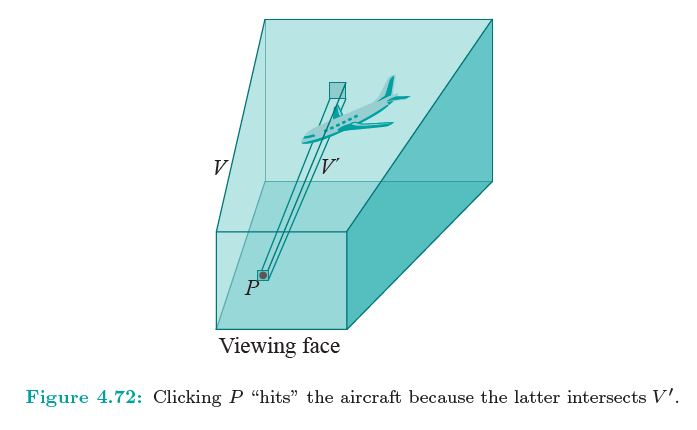 V
V′
P
Viewing face
Figure 4.72: Clicking P “hits” the aircraft because the latter intersects V′.